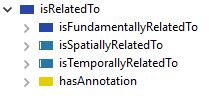 isRelatedTo
isFundamentallyRelatedTo
isSpatiallyRelatedTo
isTemporallyRelatedTo
hasAnnotation